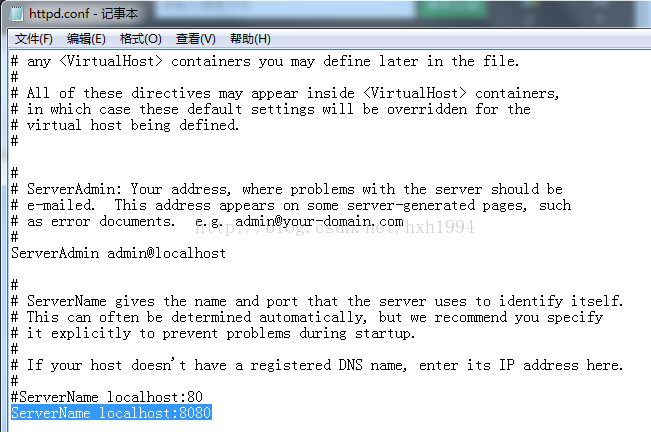 httpd.conf - 记事本
文件(F) 编辑(E) 格式(O) 查看(V) 帮助(H)
# any <VirtualHost> containers you may define later in the file.
#
# All of these directives may appear inside <VirtualHost> containers,
# in which case these default settings will be overridden for the
# virtual host being defined.
#
#
# ServerAdmin: Your address, where problems with the server should be
# e-mailed.  This address appears on some server-generated pages, such
# as error documents.  e.g. admin@your-domain.com
http://blog.csdn.net/hxh1994
#
ServerAdmin admin@localhost
#
# ServerName gives the name and port that the server uses to identify itself.
# This can often be determined automatically, but we recommend you specify
# it explicitly to prevent problems during startup.
#
# If your host doesn't have a registered DNS name, enter its IP address here.
#
#ServerName localhost:80
ServerName localhost:8080